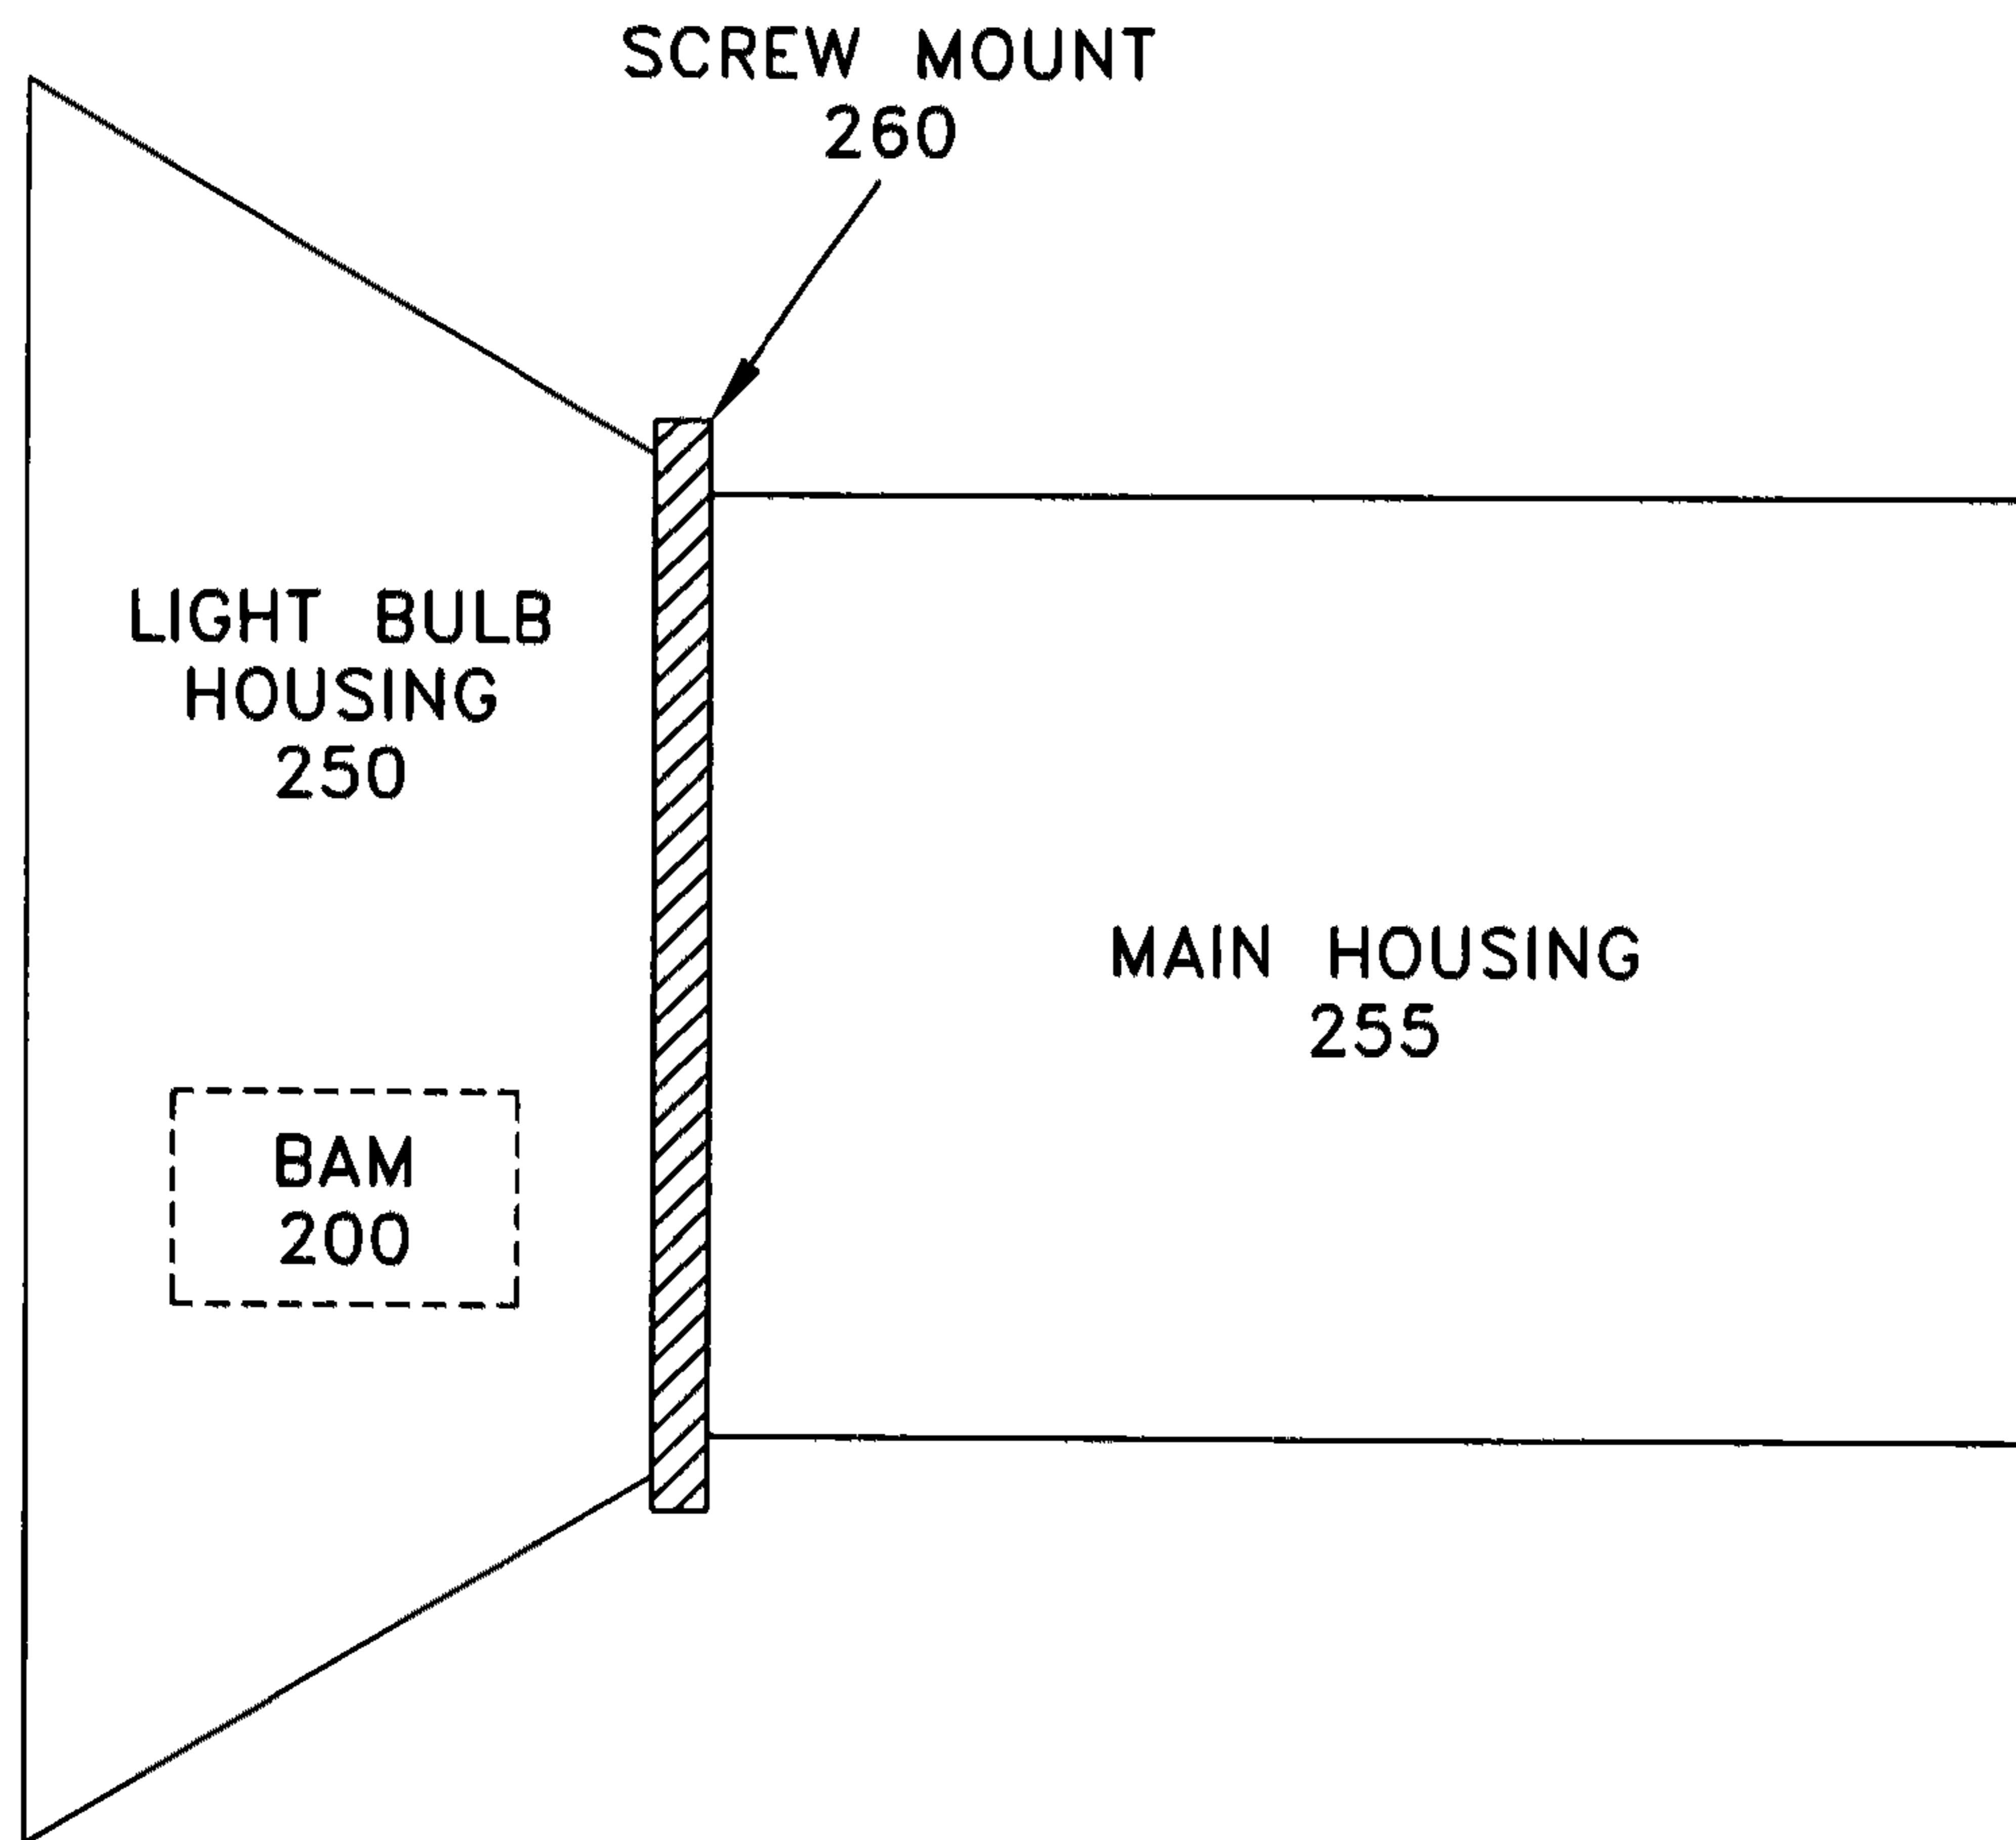 SCREW MOUNT
260
LIGHT BULB
HOUSING
250
MAIN HOUSING
255
BAM
200